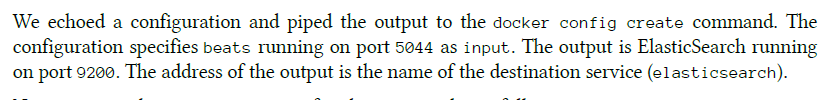 We echoed a configuration and piped the output to the docker config create command. The
configuration specifies beats running on port 5044 as input. The output is ElasticSearch running
on port 9200. The address of the output is the name of the destination service (elasticsearch).